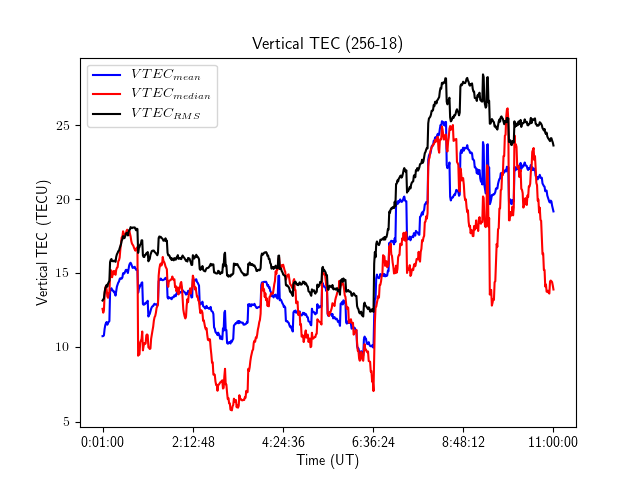 Vertical TEC (256-18)
VTEC_mean
VTEC_median
VTEC_RMS
Vertical TEC (TECU)
25
20
15
10
5
0:01:00 2:12:48 4:24:36 6:36:24 8:48:12 11:00:00
Time (UT)